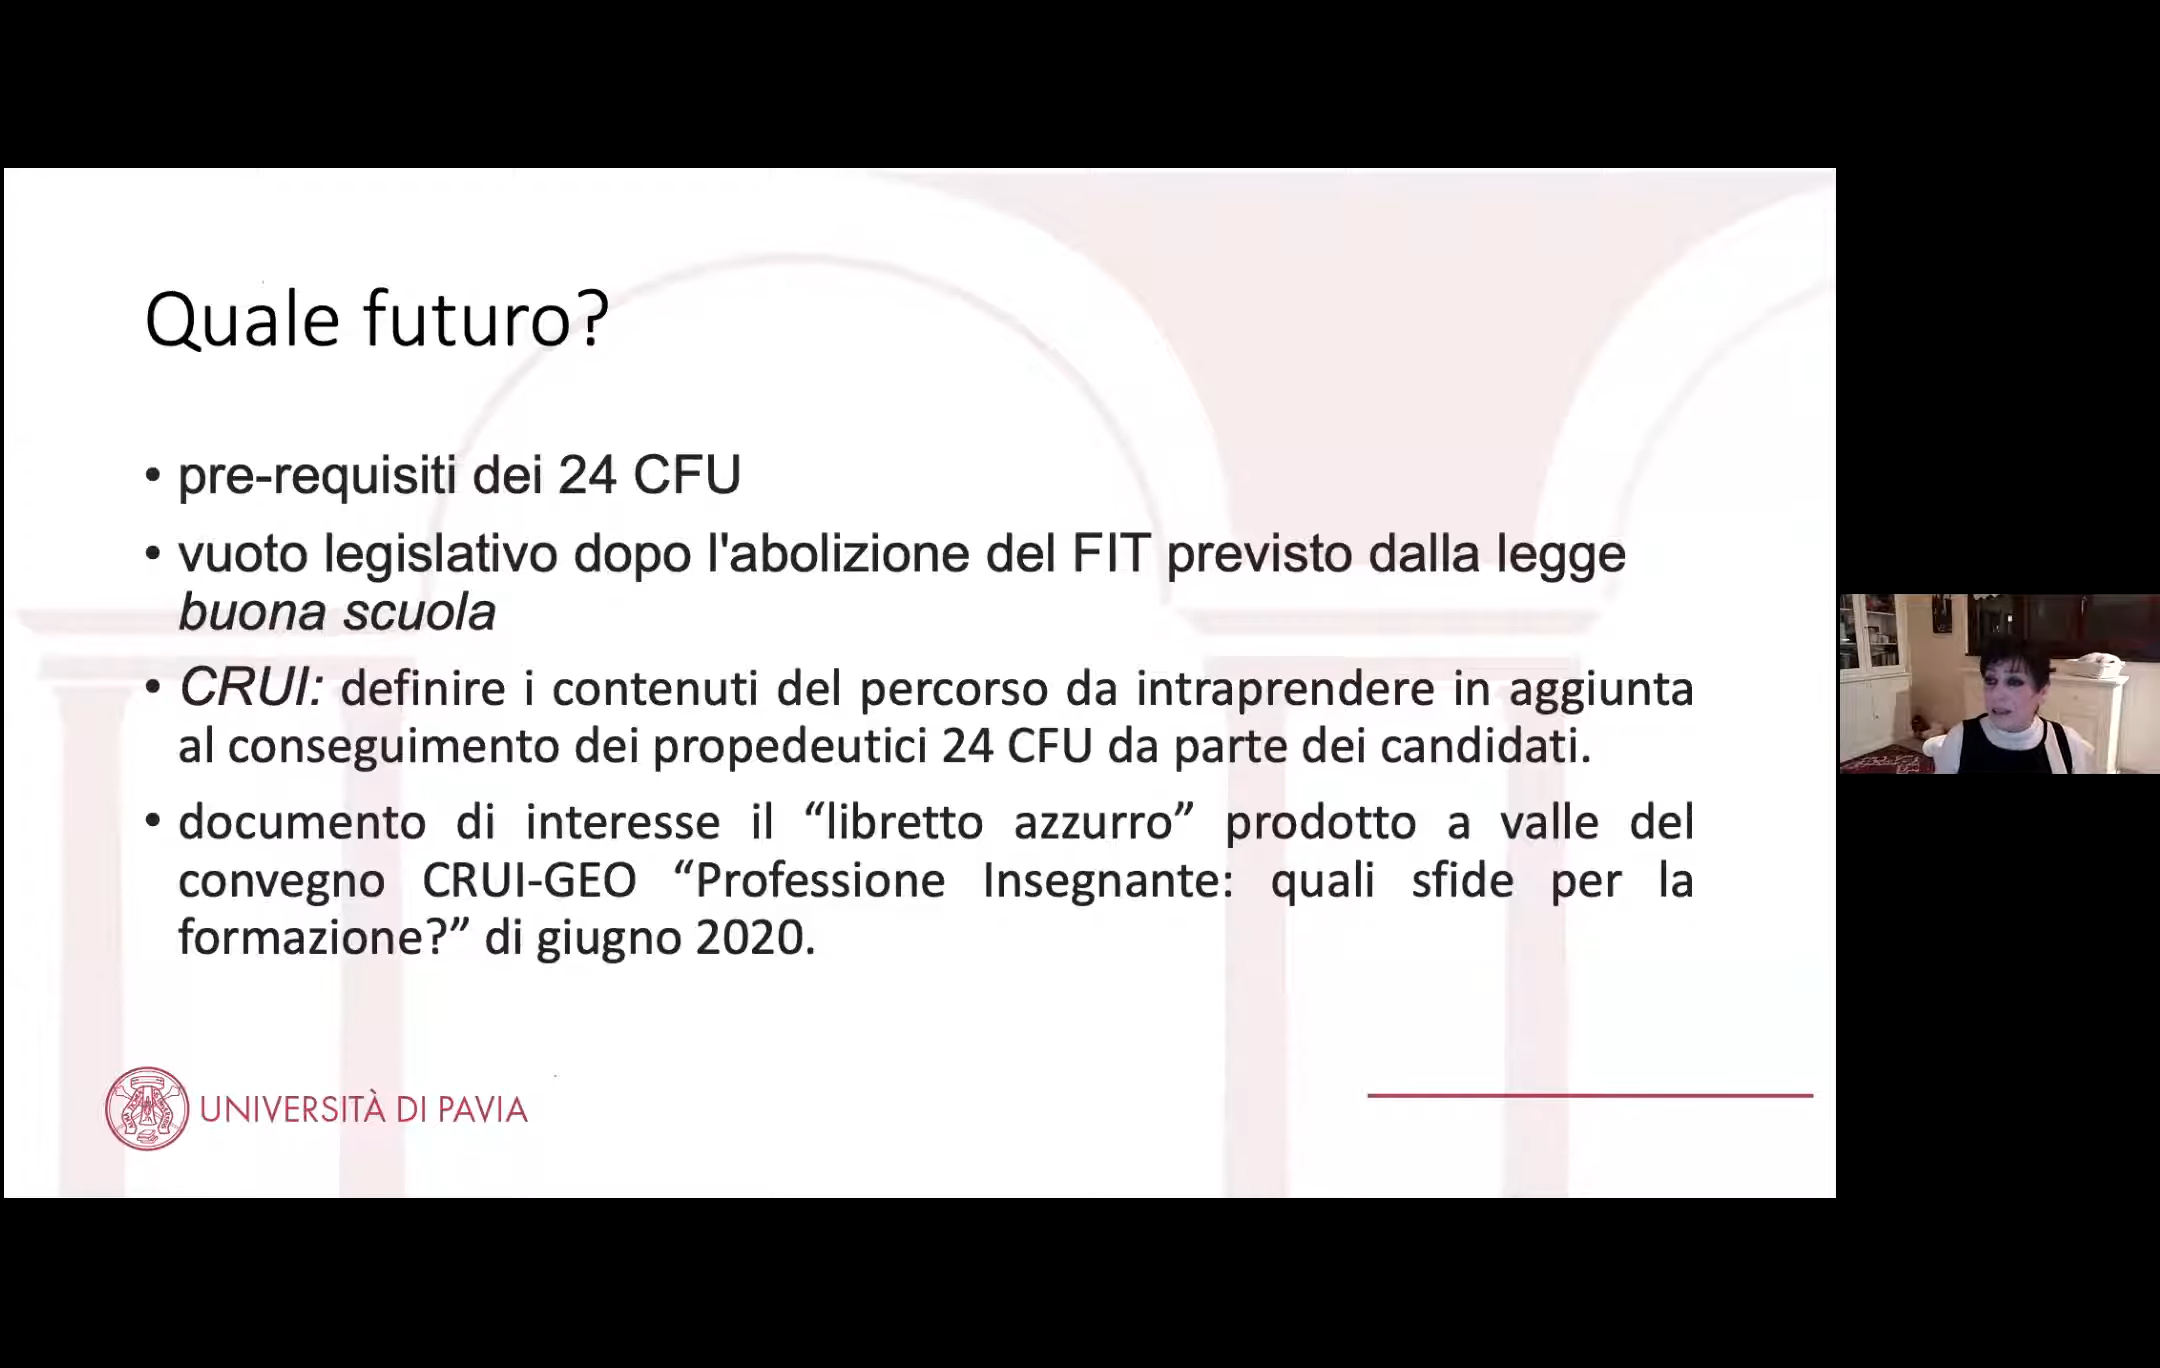 Quale futuro?
• pre-requisiti dei 24 CFU
• vuoto legislativo dopo l'abolizione del FIT previsto dalla legge
buona scuola
• CRUI: definire i contenuti del percorso da intraprendere in aggiunta
al conseguimento dei propedeutici 24 CFU da parte dei candidati.
• documento di interesse il “libretto azzurro” prodotto a valle del
convegno CRUI-GEO “Professione Insegnante: quali sfide per la
formazione?” di giugno 2020.
UNIVERSITÀ DI PAVIA